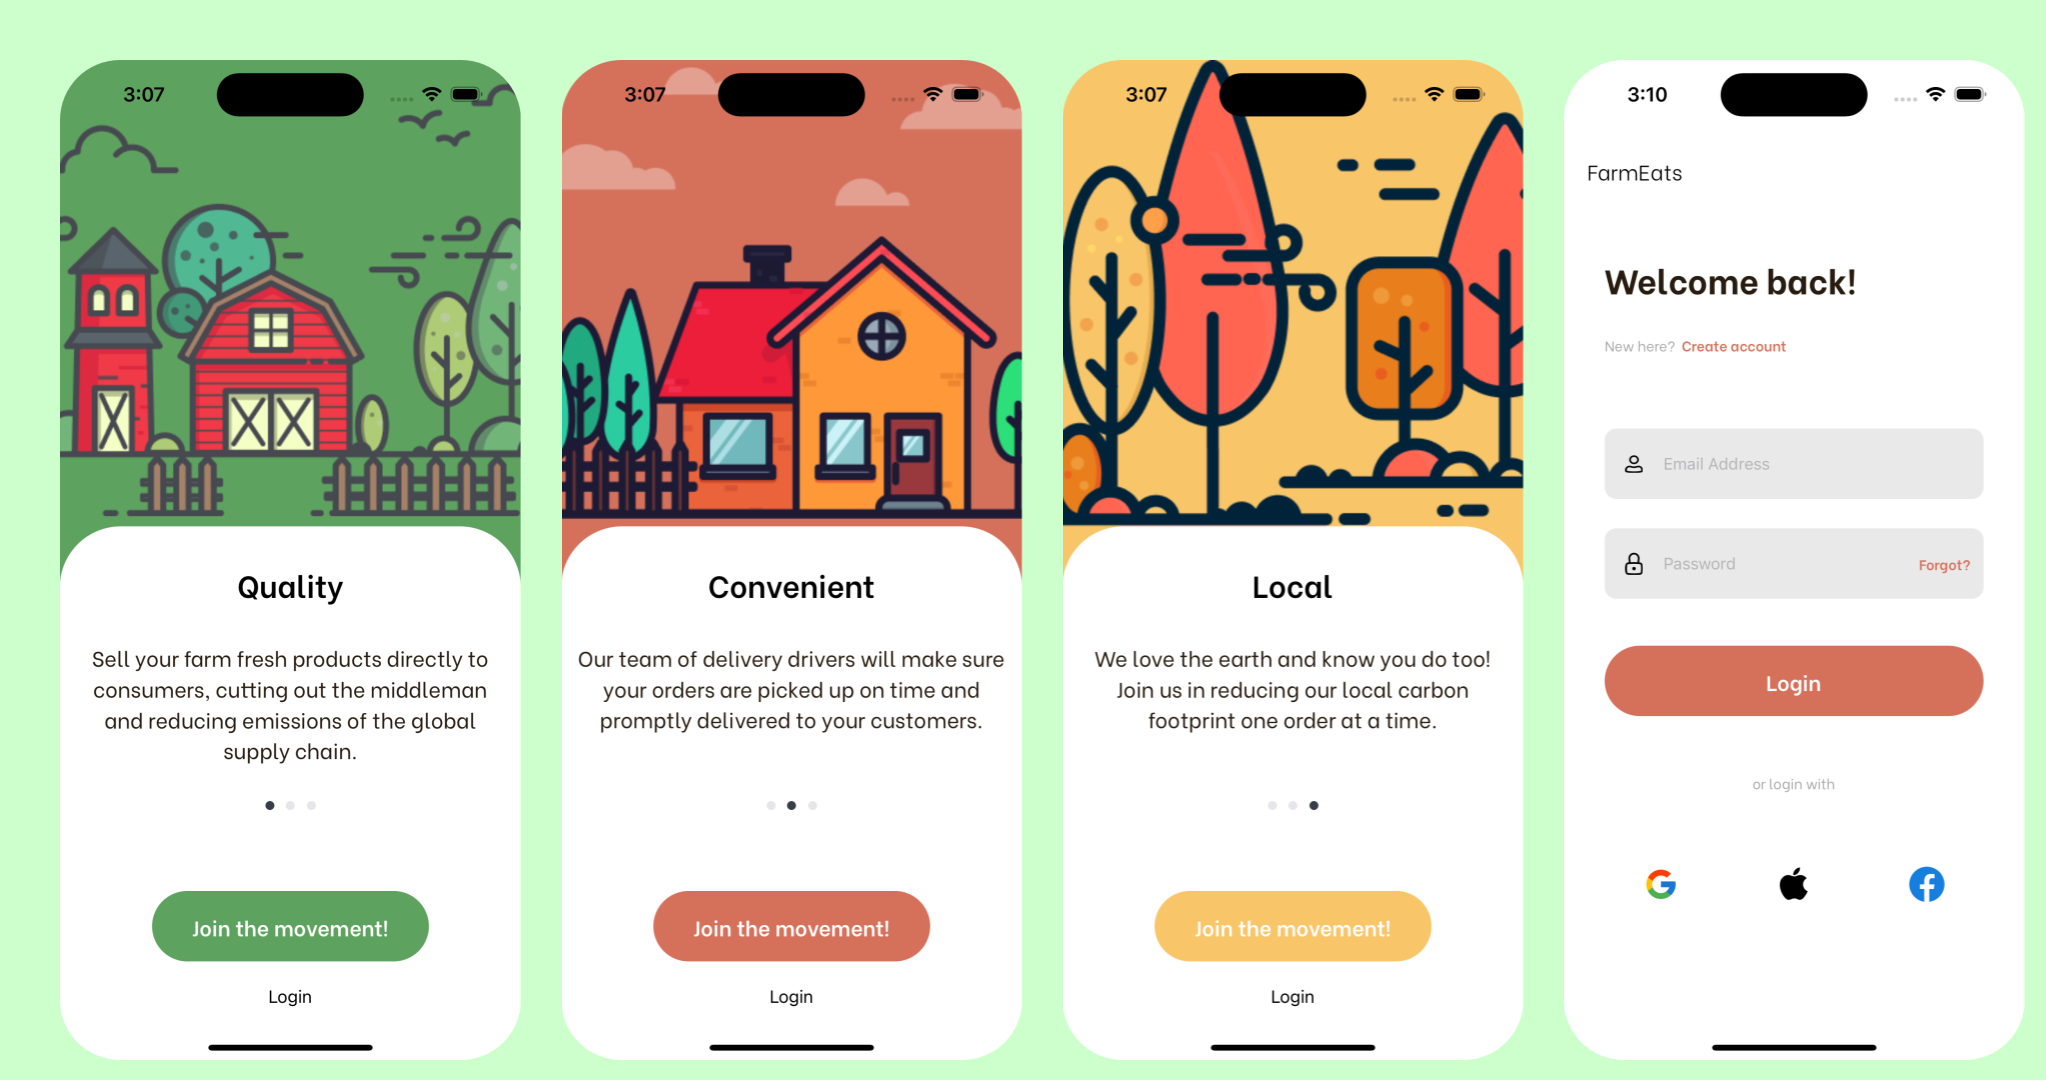 3:07
Quality
Sell your farm fresh products directly to
consumers, cutting out the middleman
and reducing emissions of the global
supply chain.
Join the movement!
Login
3:07
Convenient
Our team of delivery drivers will make sure
your orders are picked up on time and
promptly delivered to your customers.
Join the movement!
Login
3:07
Local
We love the earth and know you do too!
Join us in reducing our local carbon
footprint one order at a time.
Join the movement!
Login
3:10
FarmEats
Welcome back!
New here? Create account
Email Address
Password Forgot?
Login
or login with